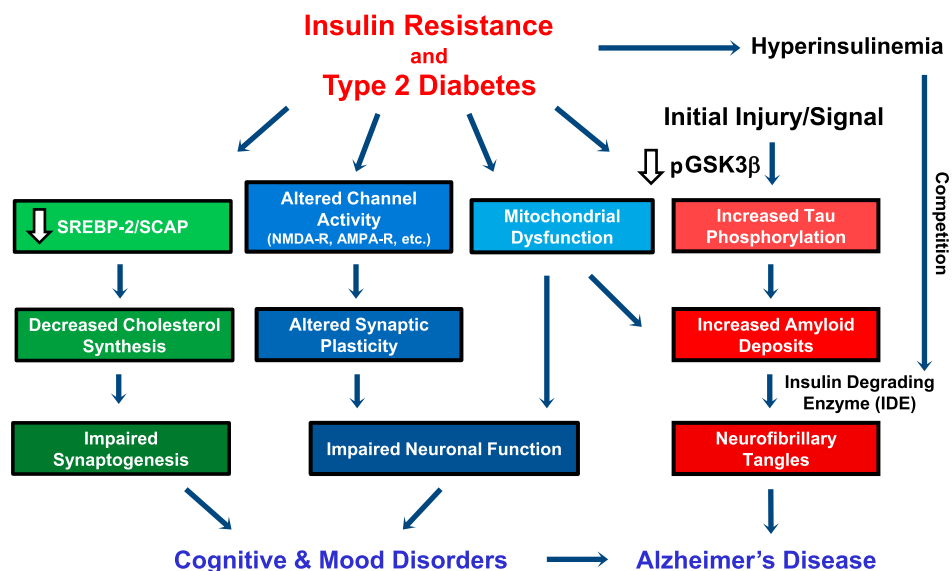 Insulin Resistance
and
Type 2 Diabetes
Hyperinsulinemia
Initial Injury/Signal
pGSK3β
Competition
SREBP-2/SCAP
Altered Channel
Activity
(NMDA-R, AMPA-R, etc.)
Mitochondrial
Dysfunction
Increased Tau
Phosphorylation
Decreased Cholesterol
Synthesis
Altered Synaptic
Plasticity
Increased Amyloid
Deposits
Insulin Degrading
Enzyme (IDE)
Impaired
Synaptogenesis
Impaired Neuronal Function
Neurofibrillary
Tangles
Cognitive & Mood Disorders
Alzheimer’s Disease